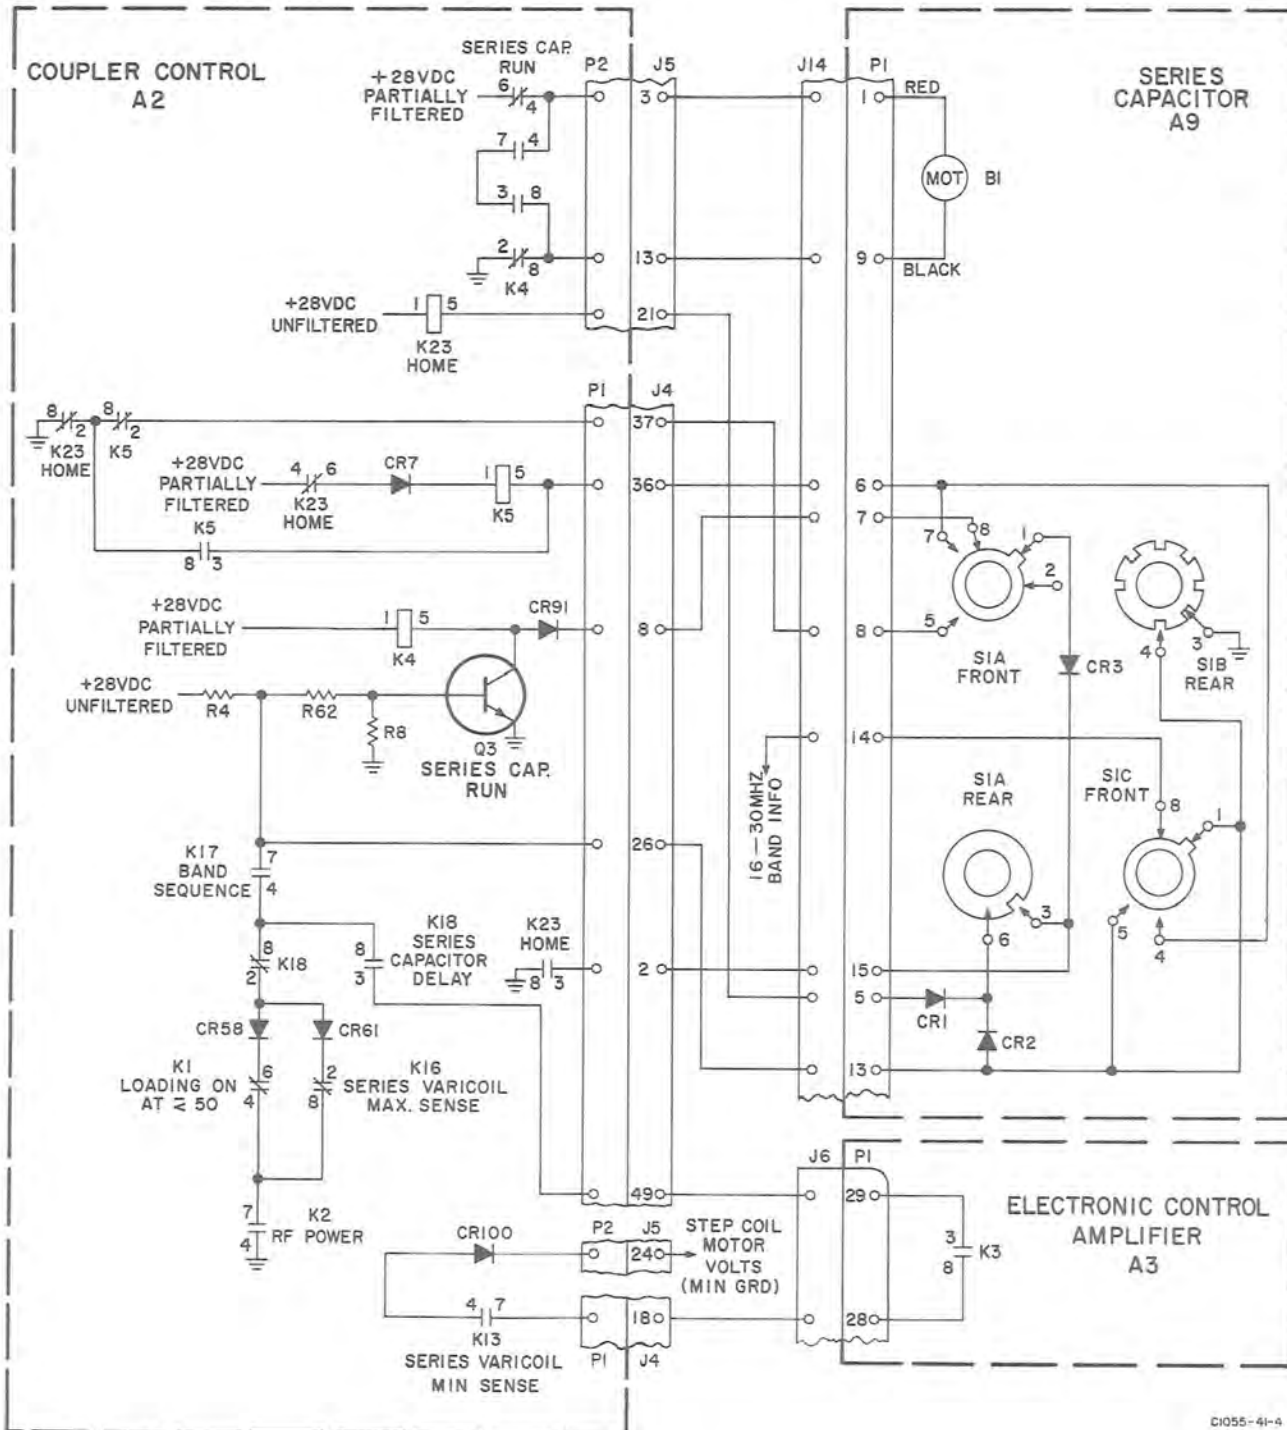 COUPLER CONTROL
A2
SERIES CAP.
RUN
+28VDC
PARTIALLY
FILTERED
6
4
7 4
3 8
2
8
K4
P2 J5
3
13
21
+28VDC
UNFILTERED
1 5
K23
HOME
J14 P1
1 RED
MOT B1
9
BLACK
SERIES
CAPACITOR
A9
P1 J4
8
2
K23
HOME
8
2
K5
37
+28VDC
PARTIALLY
FILTERED
4 6
K23
HOME
CR7
1 5
K5
36
K5
8 3
+28VDC
PARTIALLY
FILTERED
1 5
K4
CR91
8
+28VDC
UNFILTERED
R4
R62
R8
Q3
SERIES CAP.
RUN
6
7
8
7
8
1
2
5
S1A
FRONT
CR3
4
3
S1B
REAR
14
16-30MHZ
BAND INFO
S1A
REAR
S1C
FRONT
8
1
5
4
3
6
K17
BAND
SEQUENCE
7
4
26
8
2
K18
8
3
K18
SERIES
CAPACITOR
DELAY
K23
HOME
8 3
2
15
5
CR1
CR2
13
CR58
CR61
K1
LOADING ON
AT ≥ 50
6
4
2
8
K16
SERIES VARICOIL
MAX. SENSE
7
4
K2
RF POWER
49
J6 P1
29
3
8
K3
28
ELECTRONIC CONTROL
AMPLIFIER
A3
CR100
P2 J5
24
STEP COIL
MOTOR
VOLTS
(MIN GRD)
4 7
K13
SERIES VARICOIL
MIN SENSE
18
P1 J4
C1055-41-4